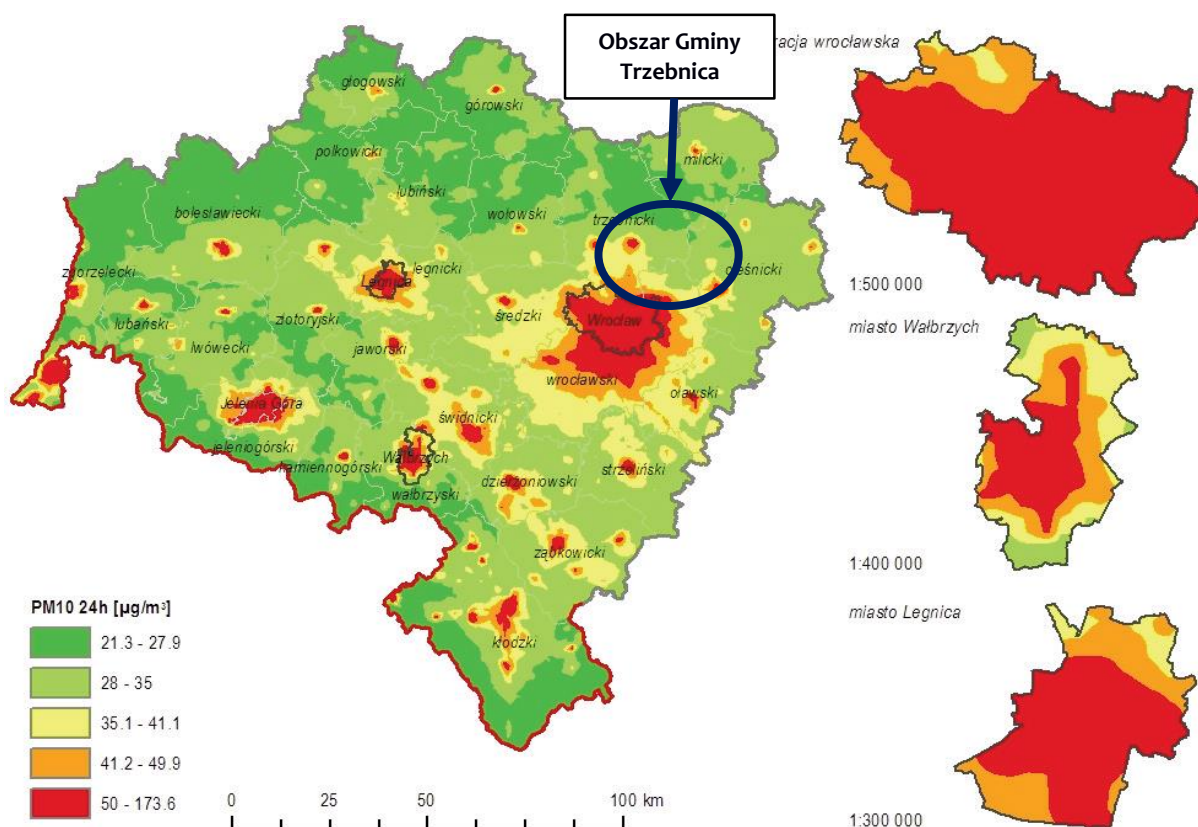 Obszar Gminy
Trzebnica
acja wrocławska
głogowski
górowski
polkowicki
milicki
lubiński
bolesławiecki
wołowski
trzebnicki
zgorzelecki
legnicki
Legnica
oleśnicki
1:500 000
lubański
złotoryjski
średzki
Wrocław
miasto Wałbrzych
lwówecki
jaworski
wrocławski
oławski
Jelenia Góra
świdnicki
jeleniogórski
kamiennogórski
Wałbrzych
strzeliński
dzierżoniowski
wałbrzyski
ząbkowicki
1:400 000
PM10 24h [µg/m³]
miasto Legnica
21.3 - 27.9
kłodzki
28 - 35
35.1 - 41.1
41.2 - 49.9
50 - 173.6
0 25 50 100 km
1:300 000